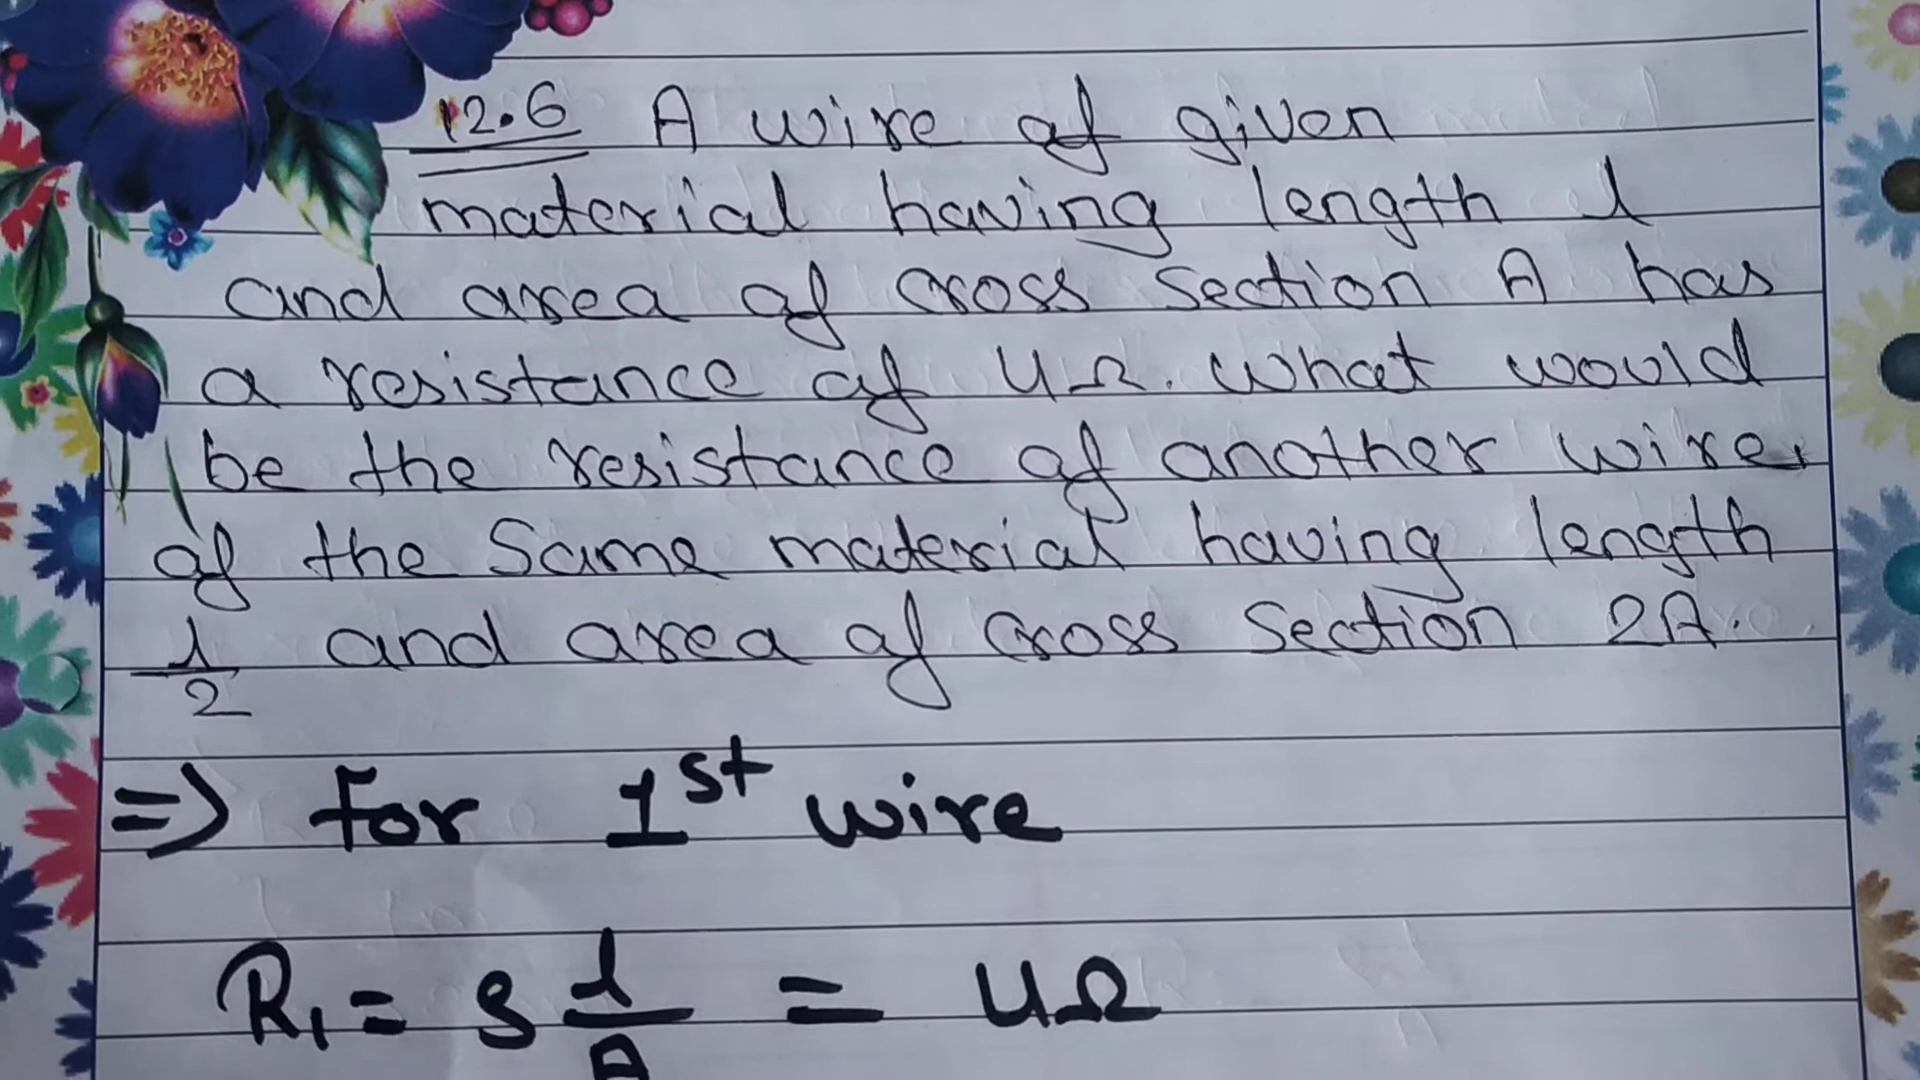 12.6 A wire of given
material having length l
and area of cross section A has
a resistance of 4Ω. What would
be the resistance of another wire
of the same material having length
l/2 and area of cross section 2A.
=> For 1st wire
R₁ = ρ l/A = 4Ω